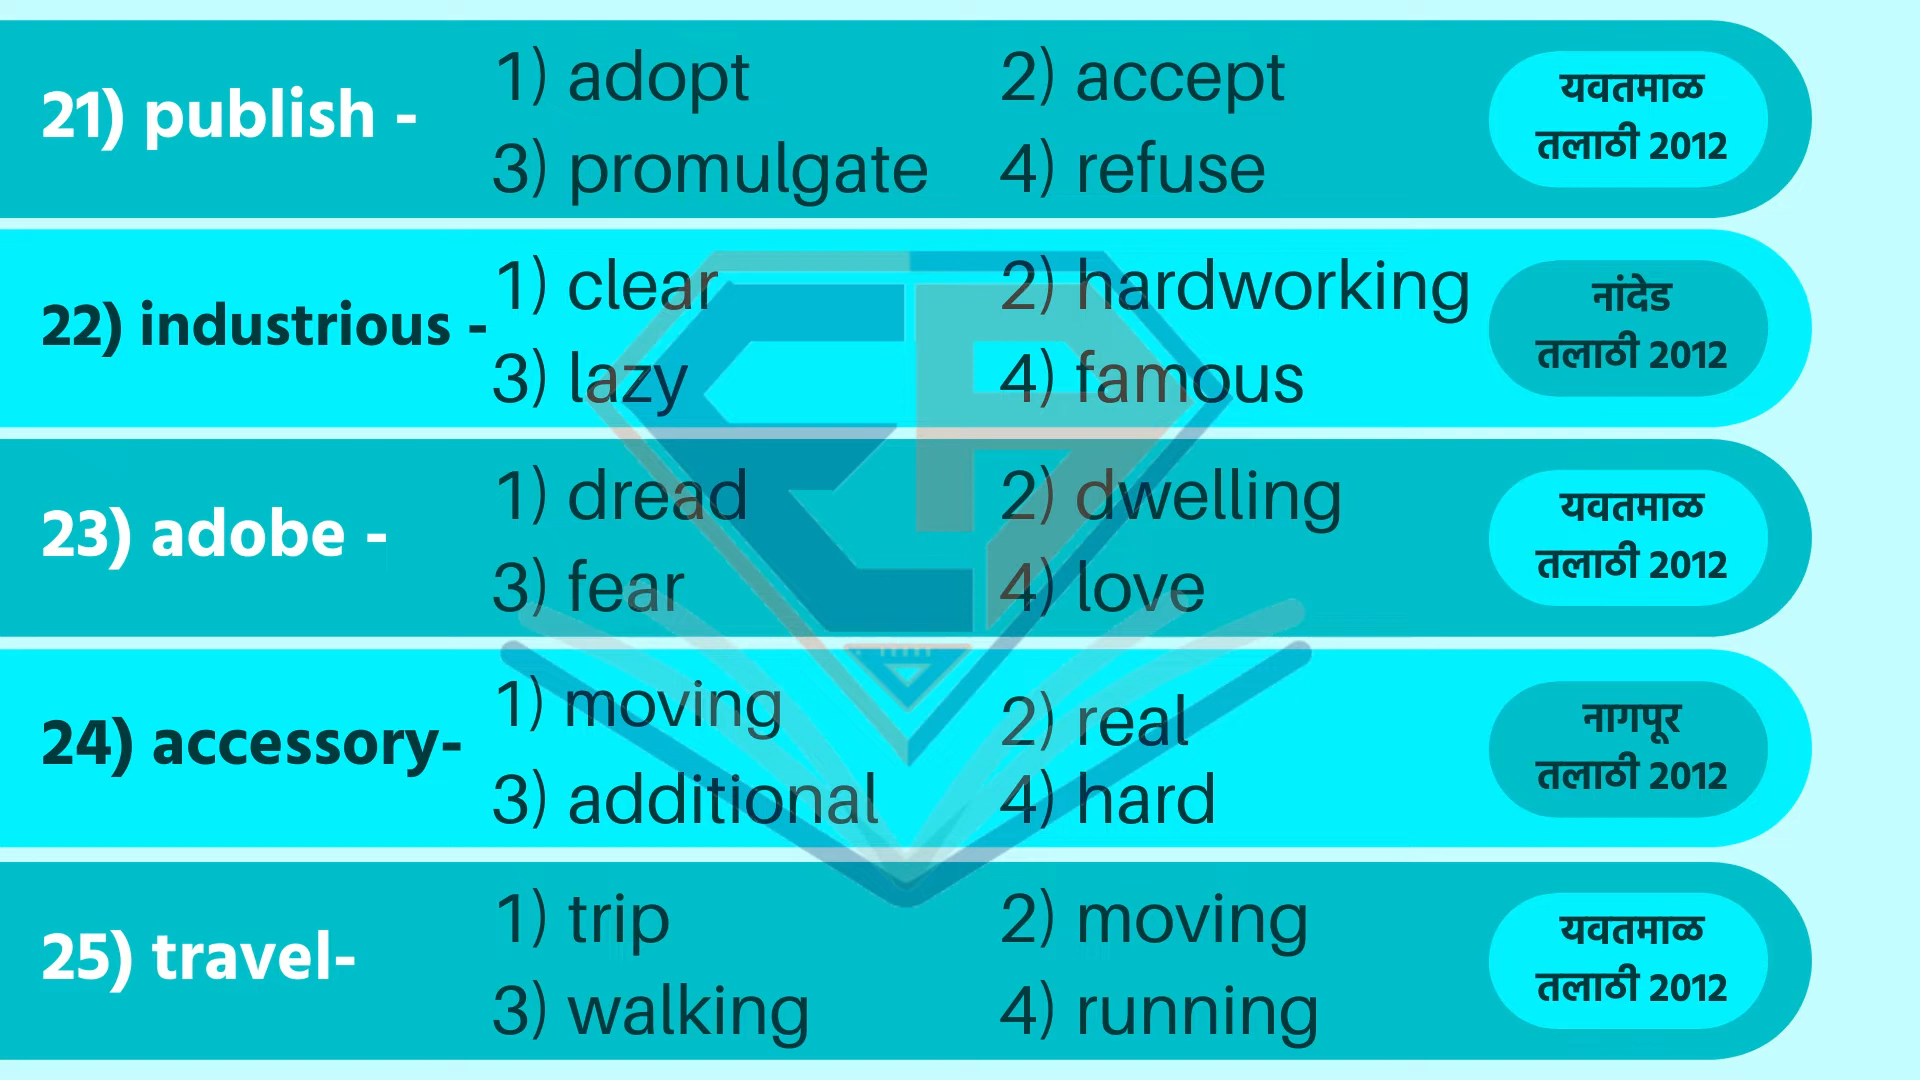 21) publish -
1) adopt 2) accept
3) promulgate 4) refuse
यवतमाळ
तलाठी 2012
22) industrious -
1) clear 2) hardworking
3) lazy 4) famous
नांदेड
तलाठी 2012
23) adobe -
1) dread 2) dwelling
3) fear 4) love
यवतमाळ
तलाठी 2012
24) accessory-
1) moving 2) real
3) additional 4) hard
नागपूर
तलाठी 2012
25) travel-
1) trip 2) moving
3) walking 4) running
यवतमाळ
तलाठी 2012